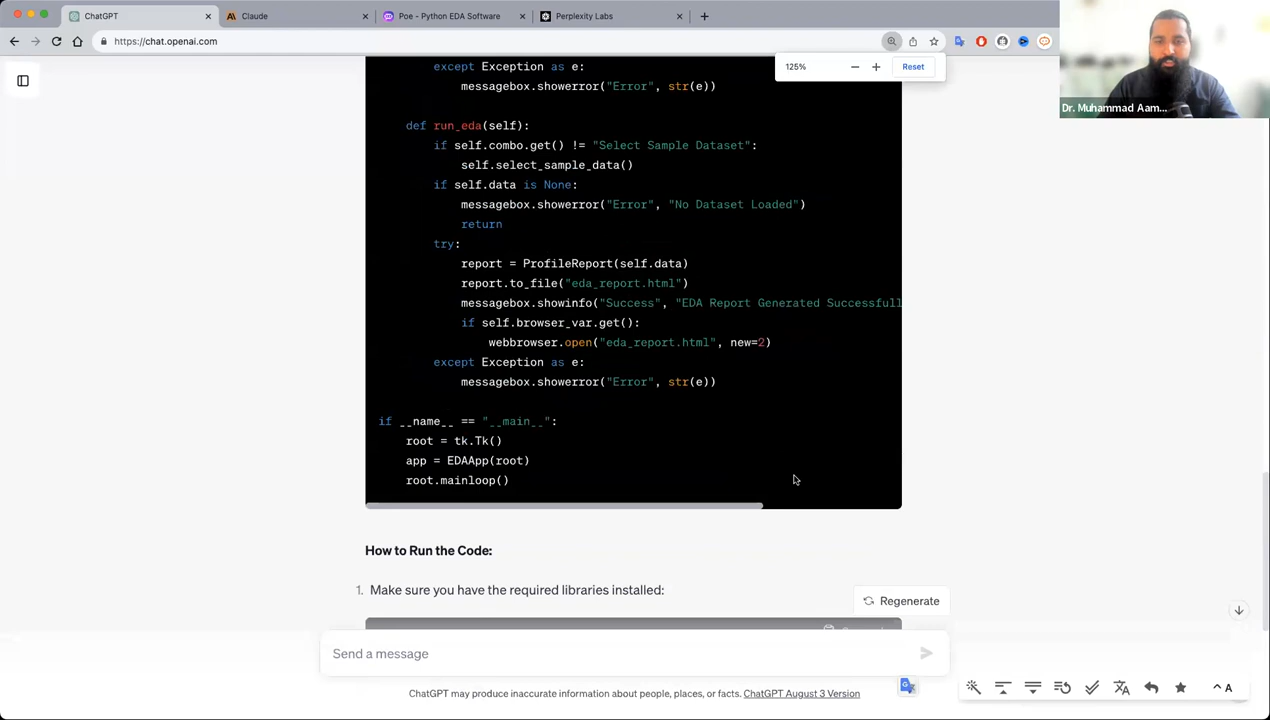 ChatGPT
Claude
Poe - Python EDA Software
Perplexity Labs
https://chat.openai.com
125%
Reset
Dr. Muhammad Aam...
except Exception as e:
messagebox.showerror("Error", str(e))
def run_eda(self):
if self.combo.get() != "Select Sample Dataset":
self.select_sample_data()
if self.data is None:
messagebox.showerror("Error", "No Dataset Loaded")
return
try:
report = ProfileReport(self.data)
report.to_file("eda_report.html")
messagebox.showinfo("Success", "EDA Report Generated Successfull
if self.browser_var.get():
webbrowser.open("eda_report.html", new=2)
except Exception as e:
messagebox.showerror("Error", str(e))
if __name__ == "__main__":
root = tk.Tk()
app = EDAApp(root)
root.mainloop()
How to Run the Code:
1. Make sure you have the required libraries installed:
Regenerate
Send a message
ChatGPT may produce inaccurate information about people, places, or facts. ChatGPT August 3 Version
A